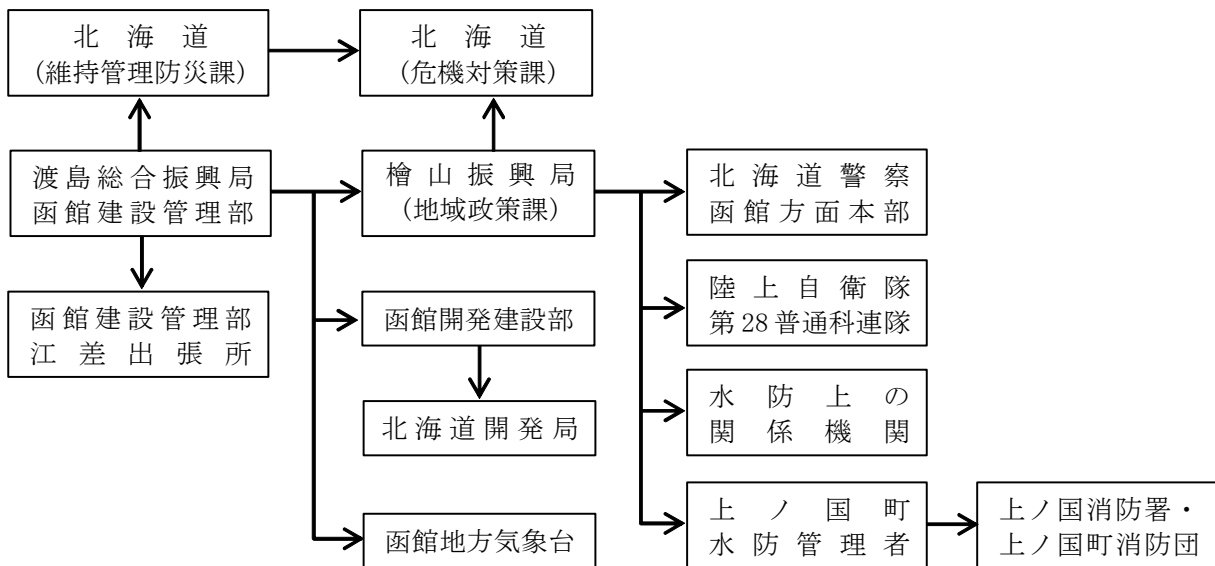 北海道
(維持管理防災課)
北海道
(危機対策課)
渡島総合振興局
函館建設管理部
檜山振興局
(地域政策課)
北海道警察
函館方面本部
函館建設管理部
江差出張所
函館開発建設部
陸上自衛隊
第28普通科連隊
北海道開発局
水防上の
関係機関
函館地方気象台
上ノ国町
水防管理者
上ノ国消防署・
上ノ国町消防団